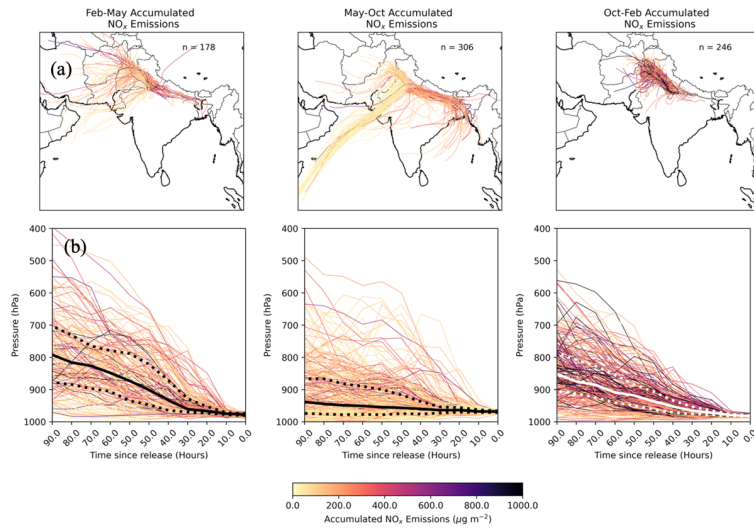 Feb-May Accumulated
NOx Emissions
May-Oct Accumulated
NOx Emissions
Oct-Feb Accumulated
NOx Emissions
(a)
n = 178
n = 306
n = 246
(b)
400
500
600
700
800
900
1000
Pressure (hPa)
90.0
80.0
70.0
60.0
50.0
40.0
30.0
20.0
10.0
0.0
Time since release (Hours)
400
500
600
700
800
900
1000
Pressure (hPa)
90.0
80.0
70.0
60.0
50.0
40.0
30.0
20.0
10.0
0.0
Time since release (Hours)
400
500
600
700
800
900
1000
Pressure (hPa)
90.0
80.0
70.0
60.0
50.0
40.0
30.0
20.0
10.0
0.0
Time since release (Hours)
0.0 200.0 400.0 600.0 800.0 1000.0
Accumulated NOx Emissions (μg m⁻²)